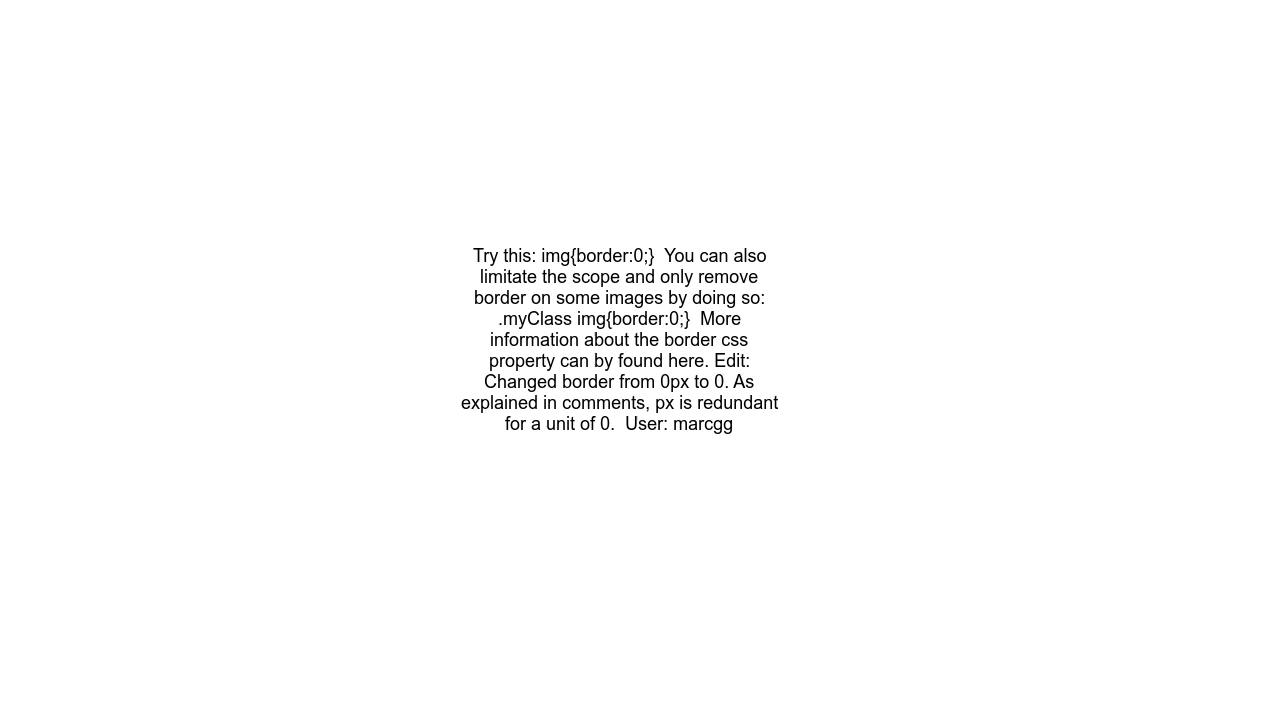 Try this: img{border:0;}  You can also
limitate the scope and only remove
border on some images by doing so:
.myClass img{border:0;}  More
information about the border css
property can by found here. Edit:
Changed border from 0px to 0. As
explained in comments, px is redundant
for a unit of 0.  User: marcgg